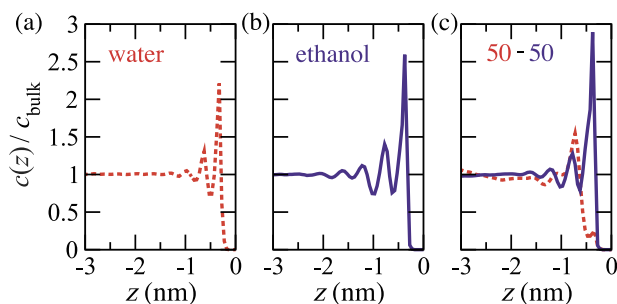 (a) (b) (c)
water ethanol 50-50
c(z) / c_bulk
3
2.5
2
1.5
1
0.5
0
-3 -2 -1 0 -3 -2 -1 0 -3 -2 -1 0
z (nm) z (nm) z (nm)